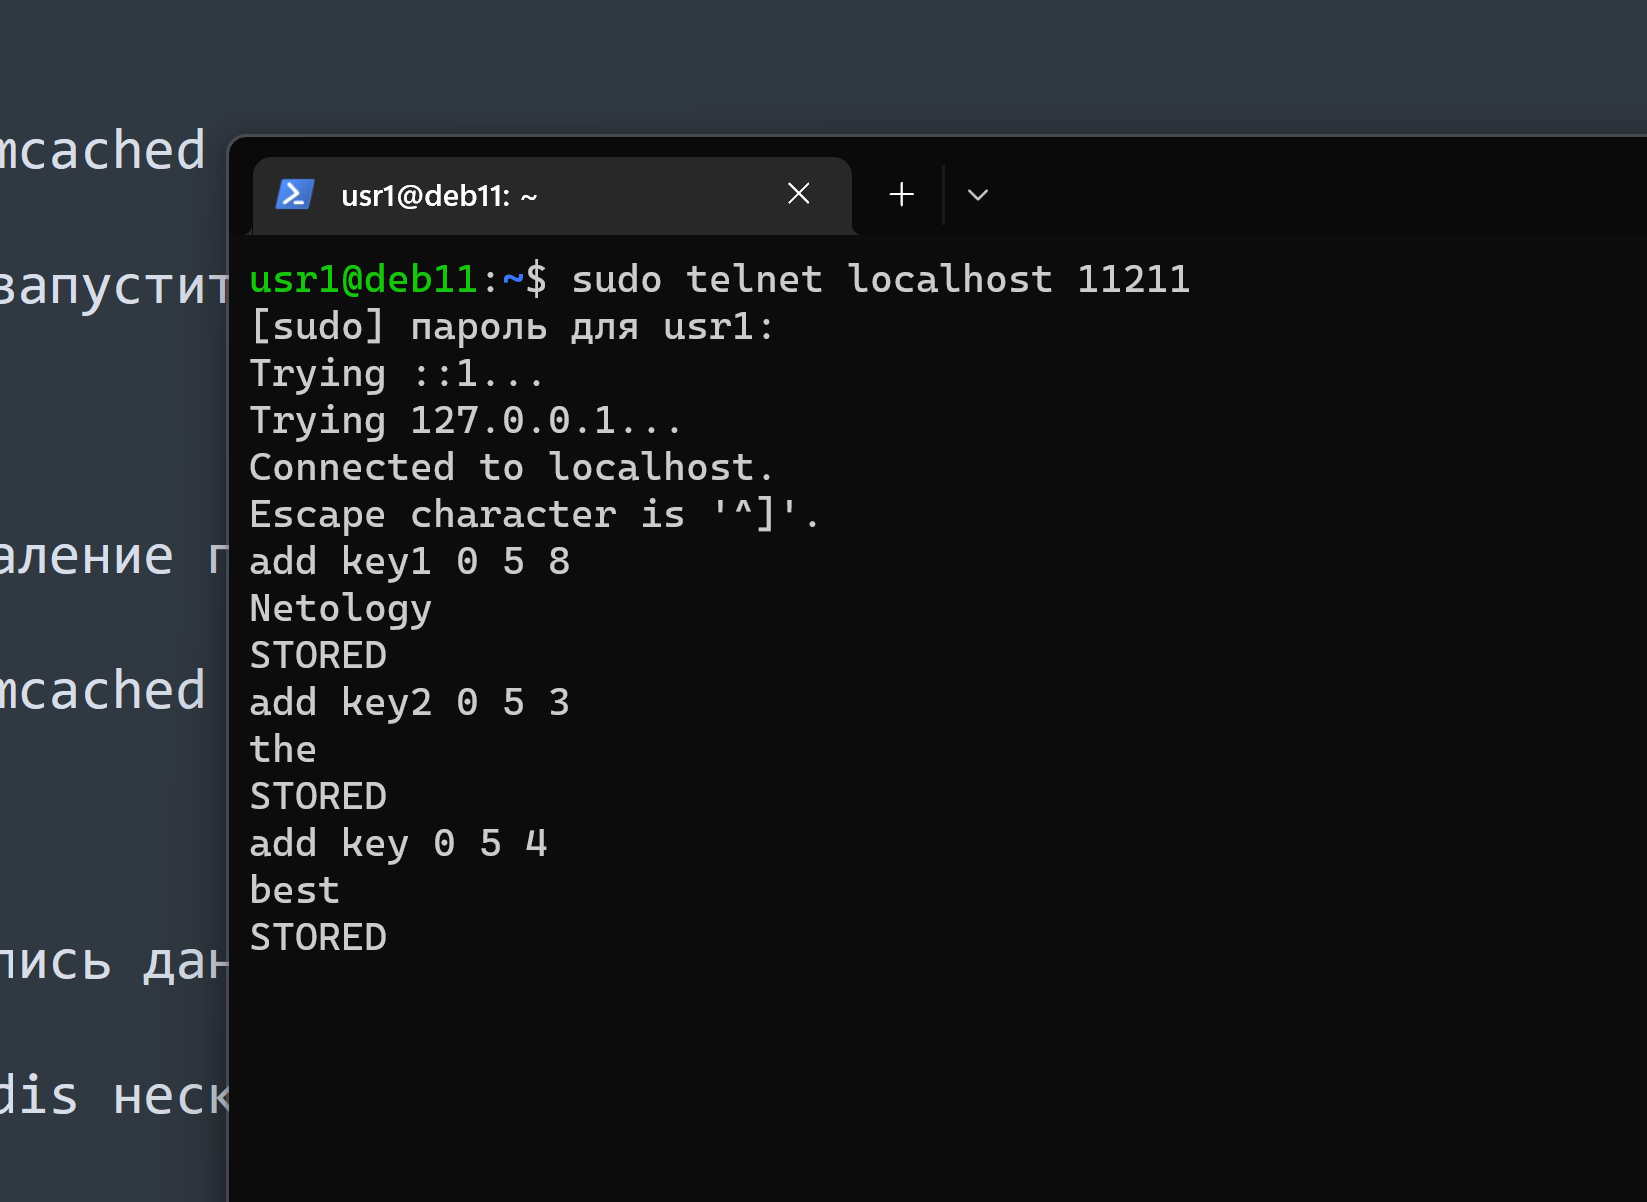 mcached
запустит
аление п
mcached
пись дан
dis неск
usr1@deb11: ~
usr1@deb11:~$ sudo telnet localhost 11211
[sudo] пароль для usr1:
Trying ::1...
Trying 127.0.0.1...
Connected to localhost.
Escape character is '^]'.
add key1 0 5 8
Netology
STORED
add key2 0 5 3
the
STORED
add key 0 5 4
best
STORED